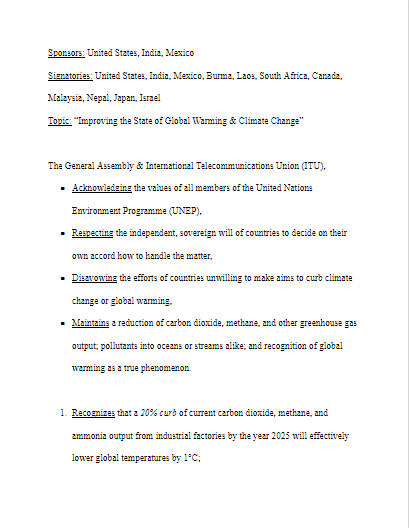 Sponsors: United States, India, Mexico
Signatories: United States, India, Mexico, Burma, Laos, South Africa, Canada,
Malaysia, Nepal, Japan, Israel
Topic: “Improving the State of Global Warming & Climate Change”
The General Assembly & International Telecommunications Union (ITU),
• Acknowledging the values of all members of the United Nations
Environment Programme (UNEP),
• Respecting the independent, sovereign will of countries to decide on their
own accord how to handle the matter,
• Disavowing the efforts of countries unwilling to make aims to curb climate
change or global warming,
• Maintains a reduction of carbon dioxide, methane, and other greenhouse gas
output; pollutants into oceans or streams alike; and recognition of global
warming as a true phenomenon.
1. Recognizes that a 20% curb of current carbon dioxide, methane, and
ammonia output from industrial factories by the year 2025 will effectively
lower global temperatures by 1°C;